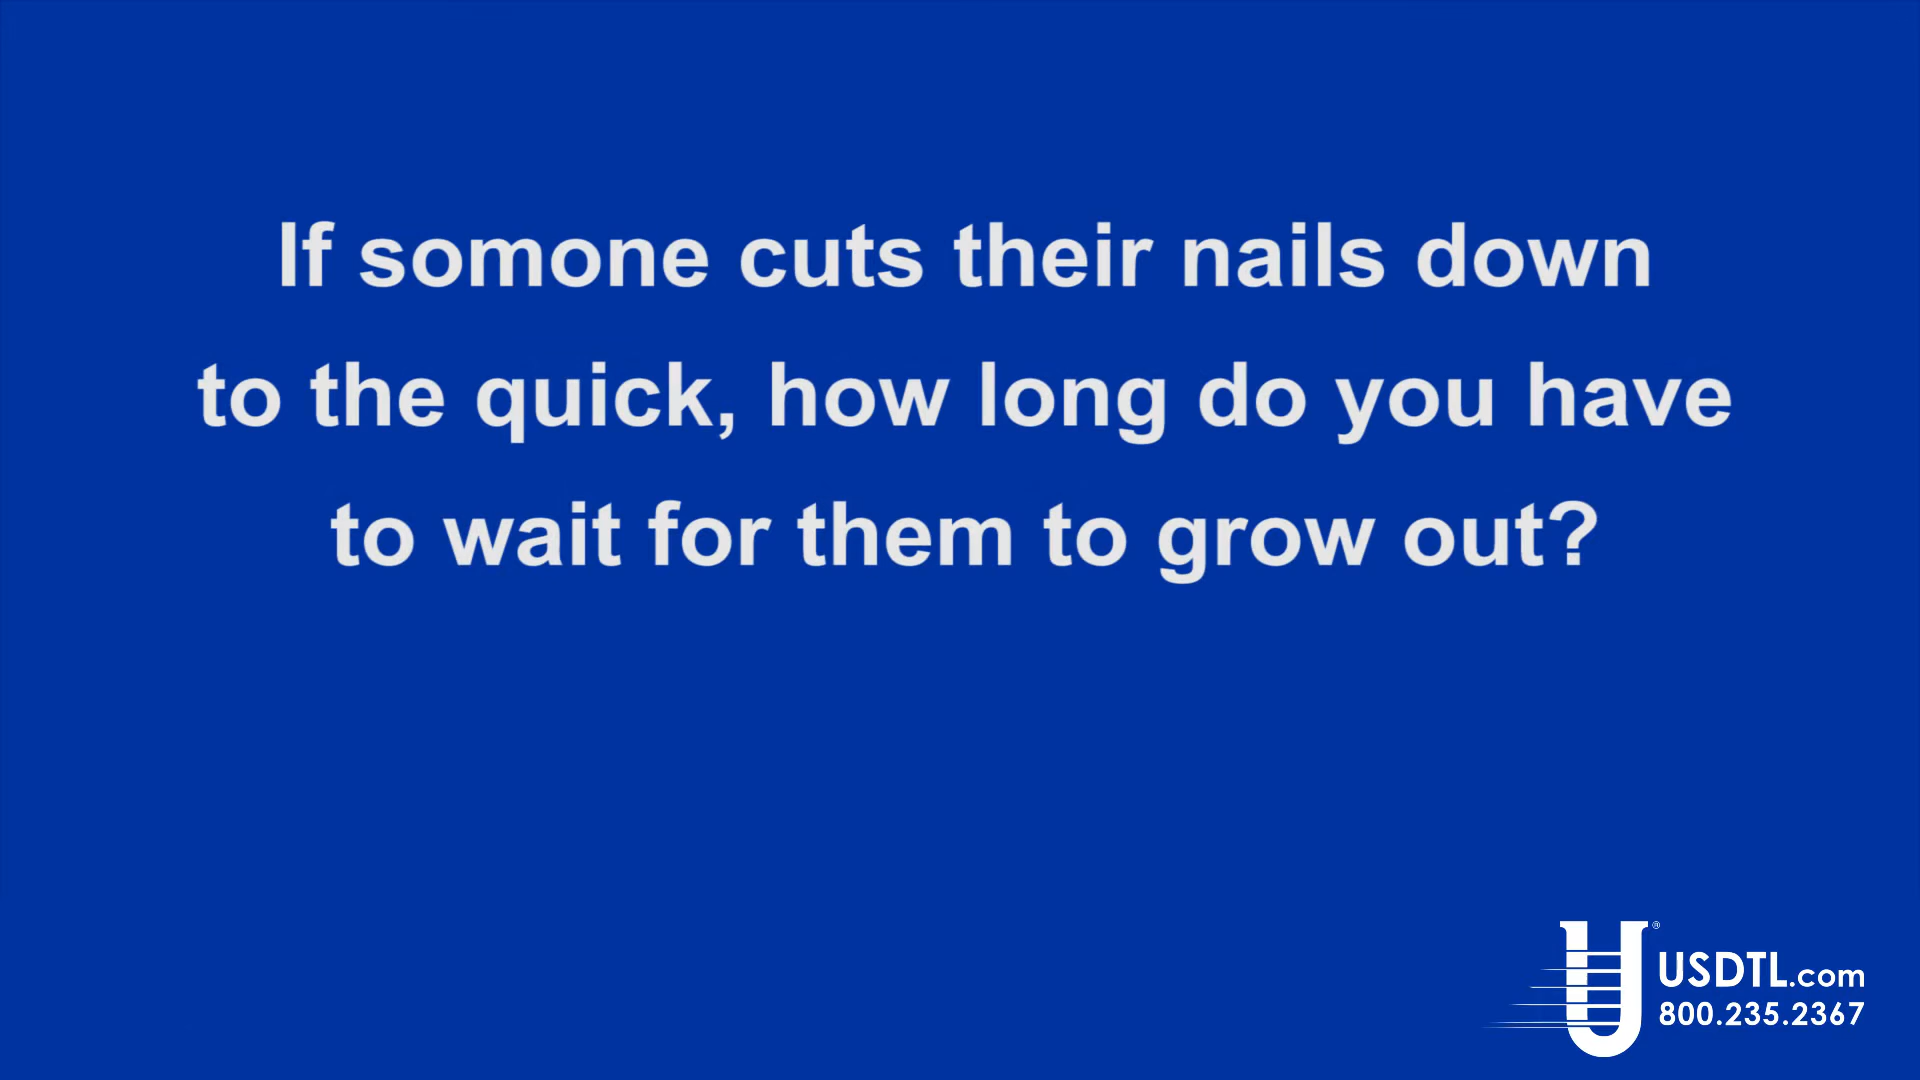 If somone cuts their nails down
to the quick, how long do you have
to wait for them to grow out?
USDTL.com
800.235.2367